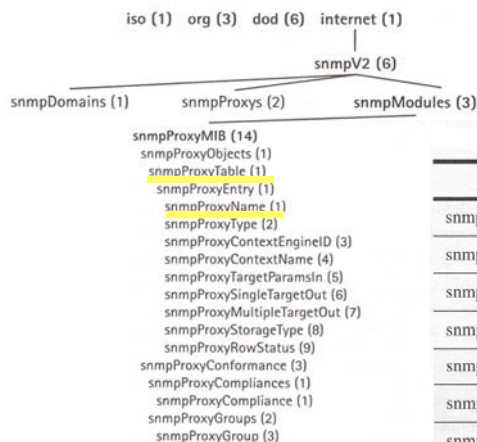 iso (1) org (3) dod (6) internet (1)
snmpV2 (6)
snmpDomains (1) snmpProxys (2) snmpModules (3)
snmpProxyMIB (14)
snmpProxyObjects (1)
snmpProxyTable (1)
snmpProxyEntry (1)
snmpProxyName (1)
snmpProxyType (2)
snmpProxyContextEngineID (3)
snmpProxyContextName (4)
snmpProxyTargetParamsIn (5)
snmpProxySingleTargetOut (6)
snmpProxyMultipleTargetOut (7)
snmpProxyStorageType (8)
snmpProxyRowStatus (9)
snmpProxyConformance (3)
snmpProxyCompliances (1)
snmpProxyCompliance (1)
snmpProxyGroups (2)
snmpProxyGroup (3)